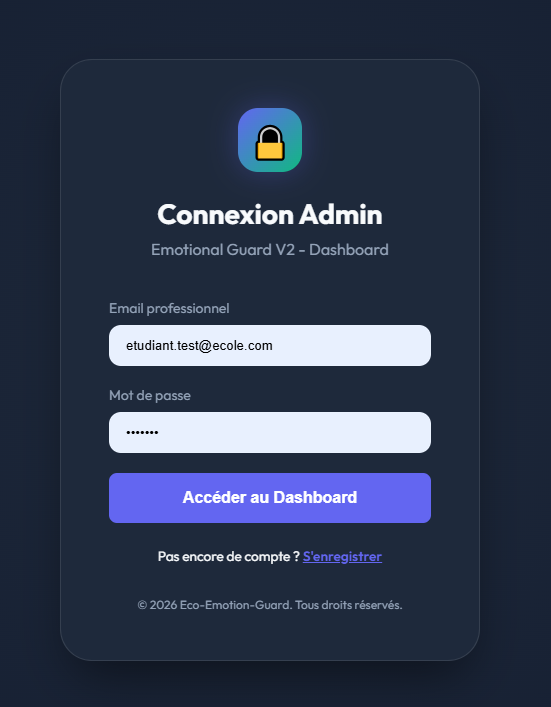 Connexion Admin
Emotional Guard V2 - Dashboard
Email professionnel
etudiant.test@ecole.com
Mot de passe
•••••••
Accéder au Dashboard
Pas encore de compte ? S'enregistrer
© 2026 Eco-Emotion-Guard. Tous droits réservés.